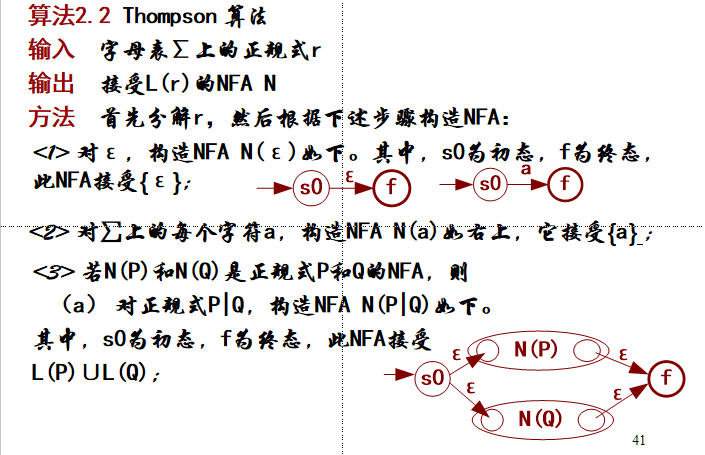 算法2.2 Thompson 算法
输入 字母表∑上的正规式r
输出 接受L(r)的NFA N
方法 首先分解r，然后根据下述步骤构造NFA：
<1> 对ε，构造NFA N(ε)如下。其中，s0为初态，f为终态，
此NFA接受{ε}；
s0 ε f
s0 a f
<2> 对∑上的每个字符a，构造NFA N(a)如右上，它接受{a}；
<3> 若N(P)和N(Q)是正规式P和Q的NFA，则
（a） 对正规式P|Q，构造NFA N(P|Q)如下。
其中，s0为初态，f为终态，此NFA接受
L(P)∪L(Q)；
ε N(P) ε
s0 f
ε N(Q) ε
41